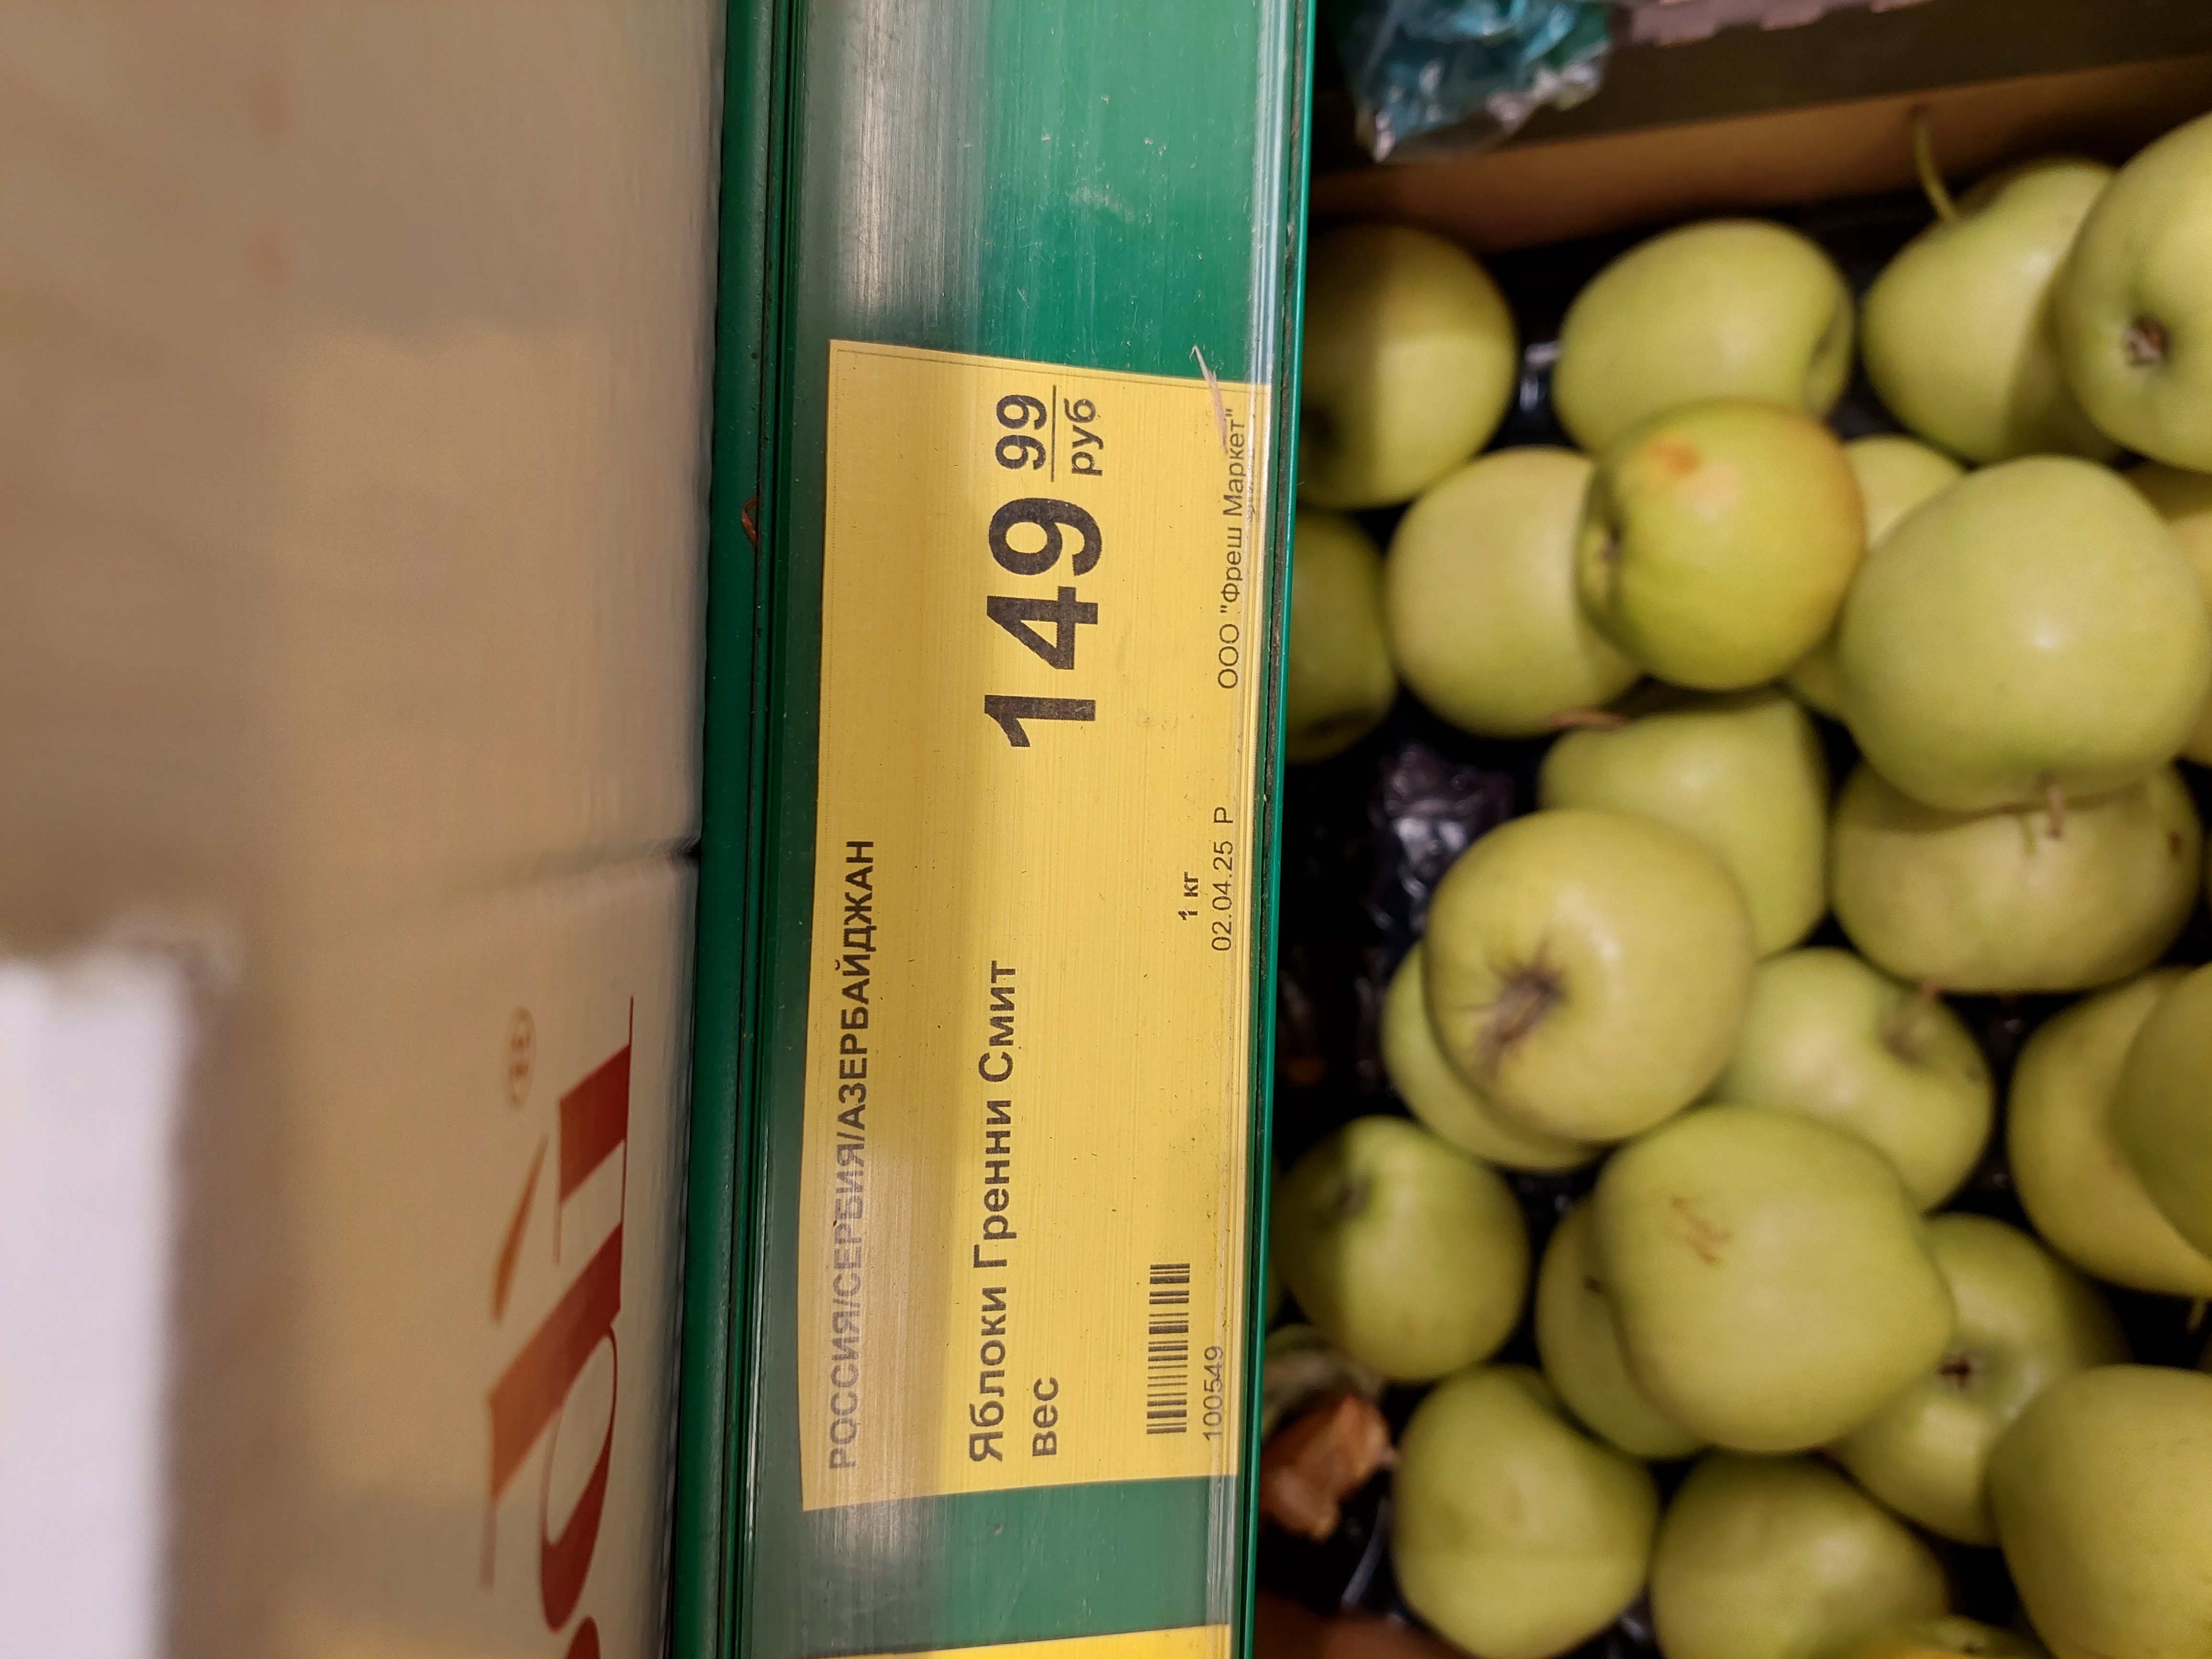 di®
РОССИЯ/СЕРБИЯ/АЗЕРБАЙДЖАН
Яблоки Гренни Смит
вес
149 99
руб
1 кг
100549
02.04.25 Р
ООО "Фреш Маркет"